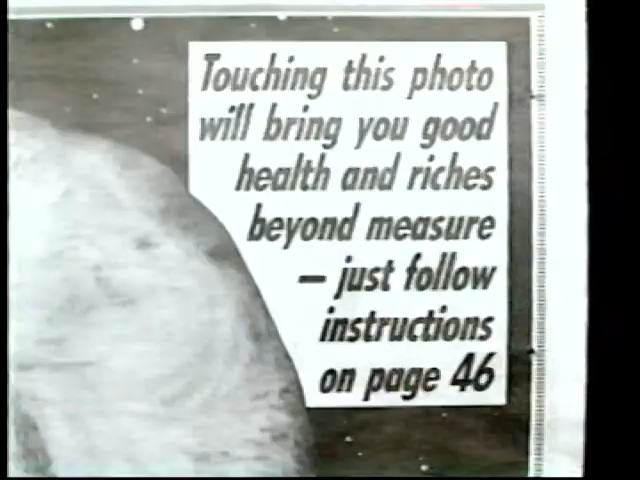 Touching this photo
will bring you good
health and riches
beyond measure
– just follow
instructions
on page 46